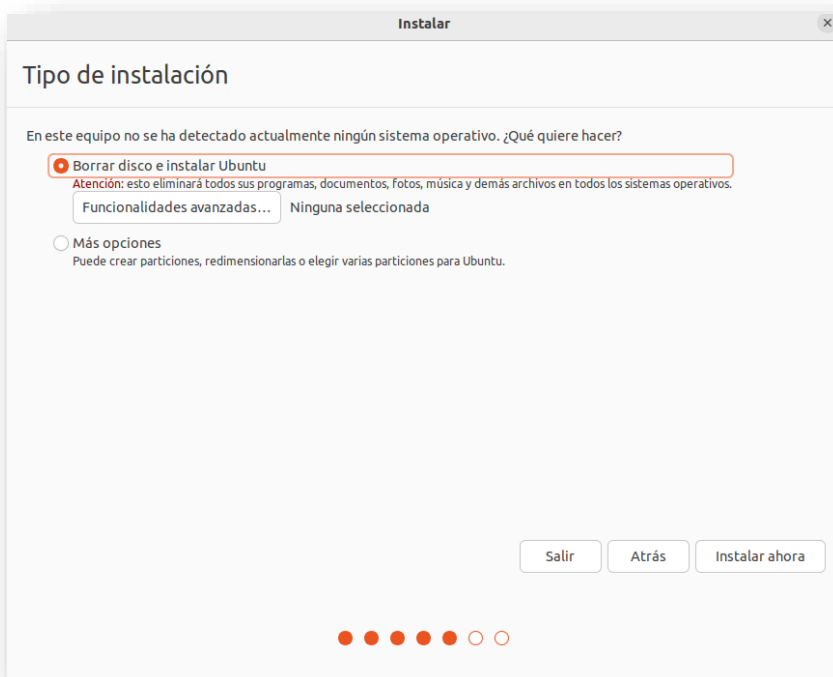 Instalar
Tipo de instalación
En este equipo no se ha detectado actualmente ningún sistema operativo. ¿Qué quiere hacer?
Borrar disco e instalar Ubuntu
Atención: esto eliminará todos sus programas, documentos, fotos, música y demás archivos en todos los sistemas operativos.
Funcionalidades avanzadas... Ninguna seleccionada
Más opciones
Puede crear particiones, redimensionarlas o elegir varias particiones para Ubuntu.
Salir Atrás Instalar ahora